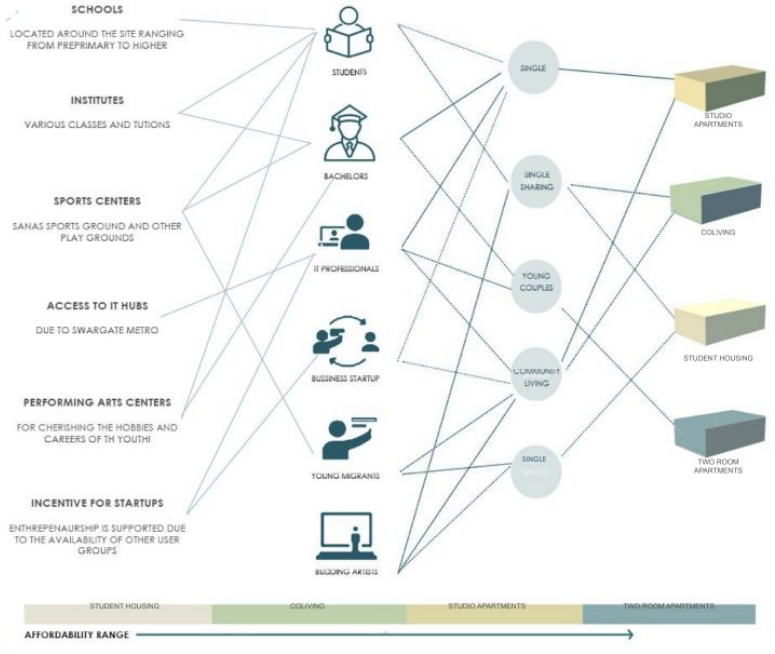 SCHOOLS
LOCATED AROUND THE SITE RANGING
FROM PREPRIMARY TO HIGHER
INSTITUTES
VARIOUS CLASSES AND TUTIONS
SPORTS CENTERS
SANAS SPORTS GROUND AND OTHER
PLAY GROUNDS
ACCESS TO IT HUBS
DUE TO SWARGATE METRO
PERFORMING ARTS CENTERS
FOR CHERISHING THE HOBBIES AND
CAREERS OF TH YOUTHI
INCENTIVE FOR STARTUPS
ENTHREPENAURSHIP IS SUPPORTED DUE
TO THE AVAILABILITY OF OTHER USER
GROUPS
STUDENTS
BACHELORS
IT PROFESSIONALS
BUSSINESS STARTUP
YOUNG MIGRANTS
BUDDING ARTISTS
SINGLE
SINGLE
SHARING
YOUNG
COUPLES
COMMUNITY
LIVING
SINGLE
STUDIO
APARTMENTS
COLIVING
STUDENT HOUSING
TWO ROOM
APARTMENTS
STUDENT HOUSING
COLIVING
STUDIO APARTMENTS
TWO ROOM APARTMENTS
AFFORDABILITY RANGE